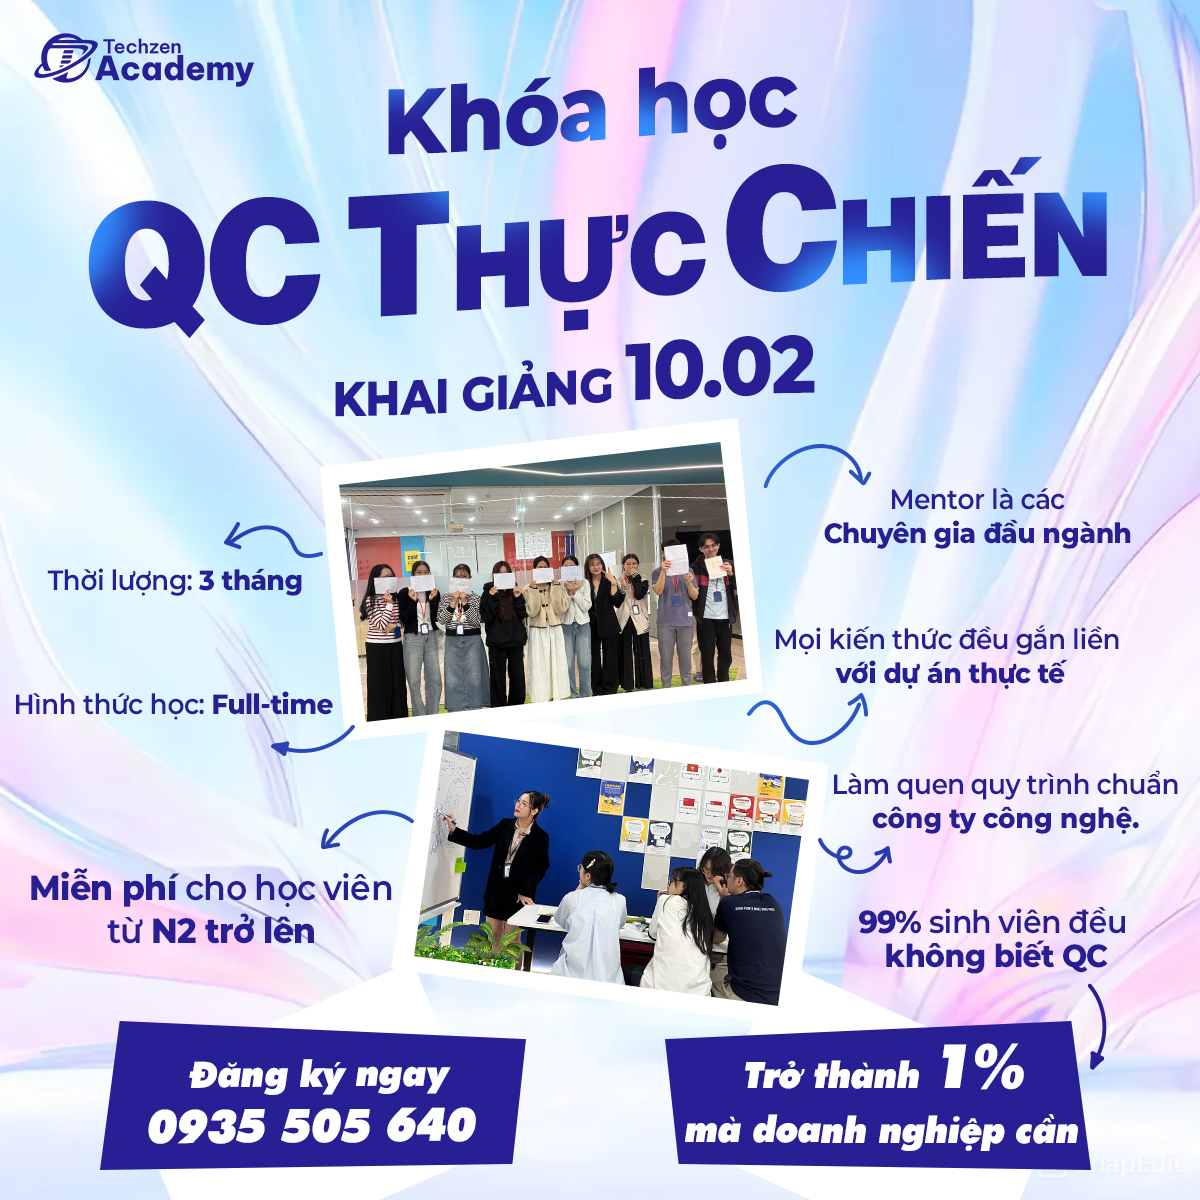 Techzen
Academy
Khóa học
QC THỰC CHIẾN
KHAI GIẢNG 10.02
Mentor là các
Chuyên gia đầu ngành
Thời lượng: 3 tháng
Mọi kiến thức đều gắn liền
với dự án thực tế
Hình thức học: Full-time
Làm quen quy trình chuẩn
công ty công nghệ.
Miễn phí cho học viên
từ N2 trở lên
99% sinh viên đều
không biết QC
Đăng ký ngay
0935 505 640
Trở thành 1%
mà doanh nghiệp cần
SnapEdit